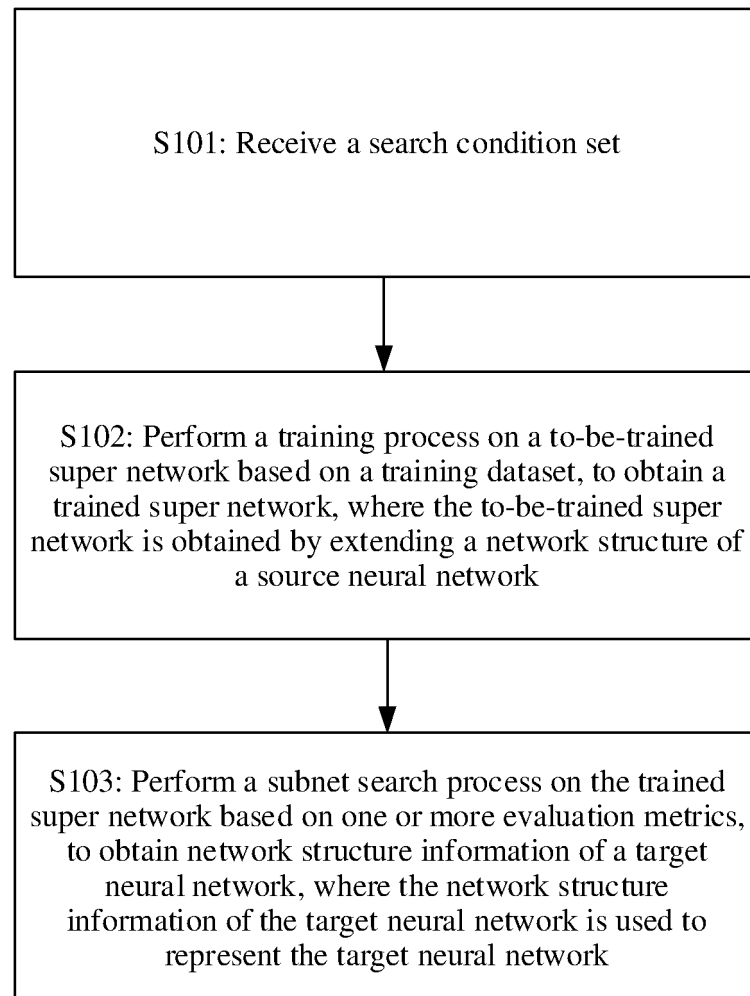 S101: Receive a search condition set
S102: Perform a training process on a to-be-trained
super network based on a training dataset, to obtain a
trained super network, where the to-be-trained super
network is obtained by extending a network structure of
a source neural network
S103: Perform a subnet search process on the trained
super network based on one or more evaluation metrics,
to obtain network structure information of a target
neural network, where the network structure
information of the target neural network is used to
represent the target neural network